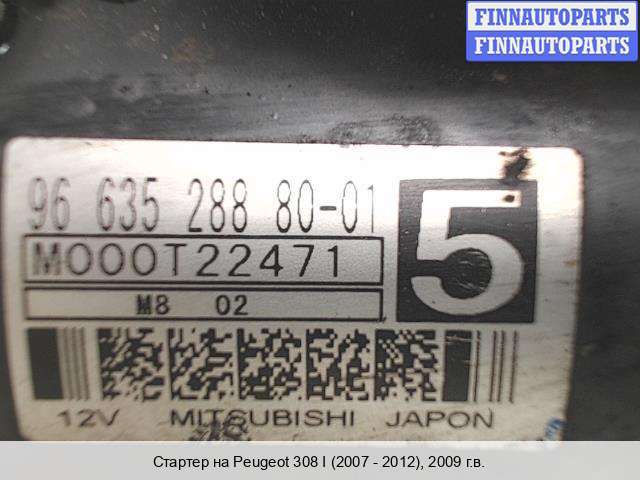 FINNAUTOPARTS
FINNAUTOPARTS
96 635 288 80-01
M000T22471
5
M8 02
12V MITSUBISHI JAPON
Стартер на Peugeot 308 I (2007 - 2012), 2009 г.в.